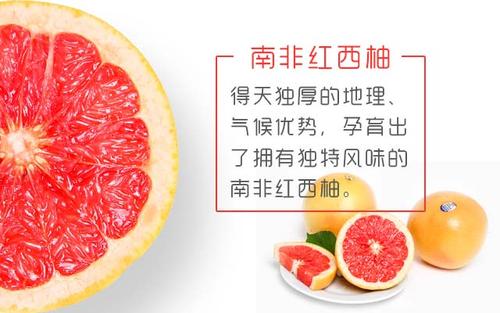 南非红西柚
得天独厚的地理、
气候优势，孕育出
了拥有独特风味的
南非红西柚。